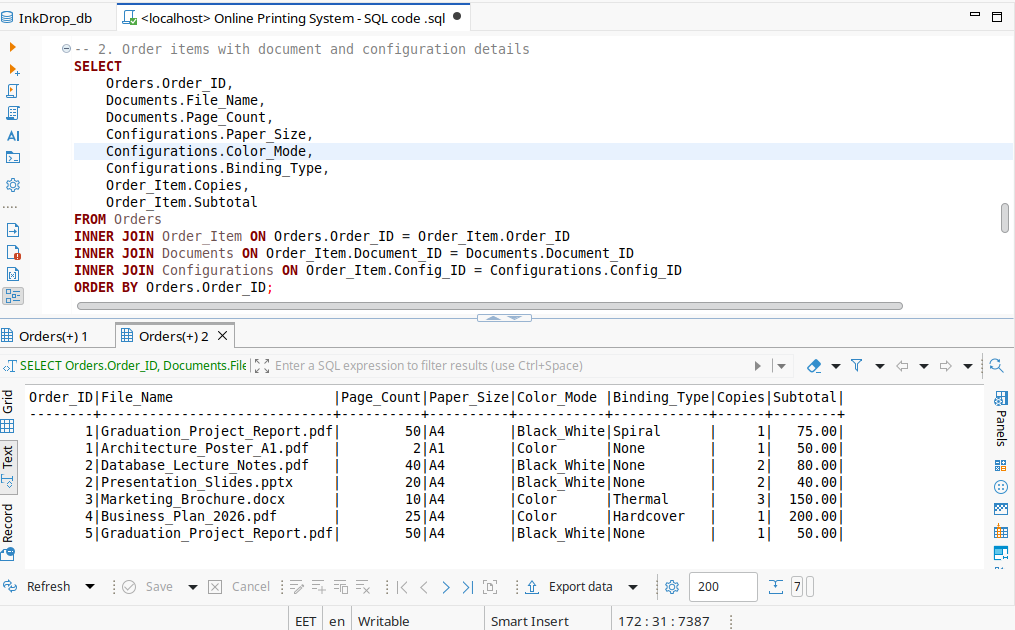 InkDrop_db
<localhost> Online Printing System - SQL code .sql
-- 2. Order items with document and configuration details
SELECT
Orders.Order_ID,
Documents.File_Name,
Documents.Page_Count,
Configurations.Paper_Size,
Configurations.Color_Mode,
Configurations.Binding_Type,
Order_Item.Copies,
Order_Item.Subtotal
FROM Orders
INNER JOIN Order_Item ON Orders.Order_ID = Order_Item.Order_ID
INNER JOIN Documents ON Order_Item.Document_ID = Documents.Document_ID
INNER JOIN Configurations ON Order_Item.Config_ID = Configurations.Config_ID
ORDER BY Orders.Order_ID;
AI
Orders(+) 1
Orders(+) 2
SELECT Orders.Order_ID, Documents.File
Enter a SQL expression to filter results (use Ctrl+Space)
Grid
Text
Record
Order_ID|File_Name                    |Page_Count|Paper_Size|Color_Mode |Binding_Type|Copies|Subtotal|
--------+-----------------------------+----------+----------+-----------+------------+------+--------+
       1|Graduation_Project_Report.pdf|        50|A4        |Black_White|Spiral      |     1|   75.00|
       1|Architecture_Poster_A1.pdf   |         2|A1        |Color      |None        |     1|   50.00|
       2|Database_Lecture_Notes.pdf   |        40|A4        |Black_White|None        |     2|   80.00|
       2|Presentation_Slides.pptx     |        20|A4        |Black_White|None        |     2|   40.00|
       3|Marketing_Brochure.docx      |        10|A4        |Color      |Thermal     |     3|  150.00|
       4|Business_Plan_2026.pdf       |        25|A4        |Color      |Hardcover   |     1|  200.00|
       5|Graduation_Project_Report.pdf|        50|A4        |Black_White|None        |     1|   50.00|
Panels
Refresh
Save
Cancel
Export data
200
7
EET
en
Writable
Smart Insert
172 : 31 : 7387